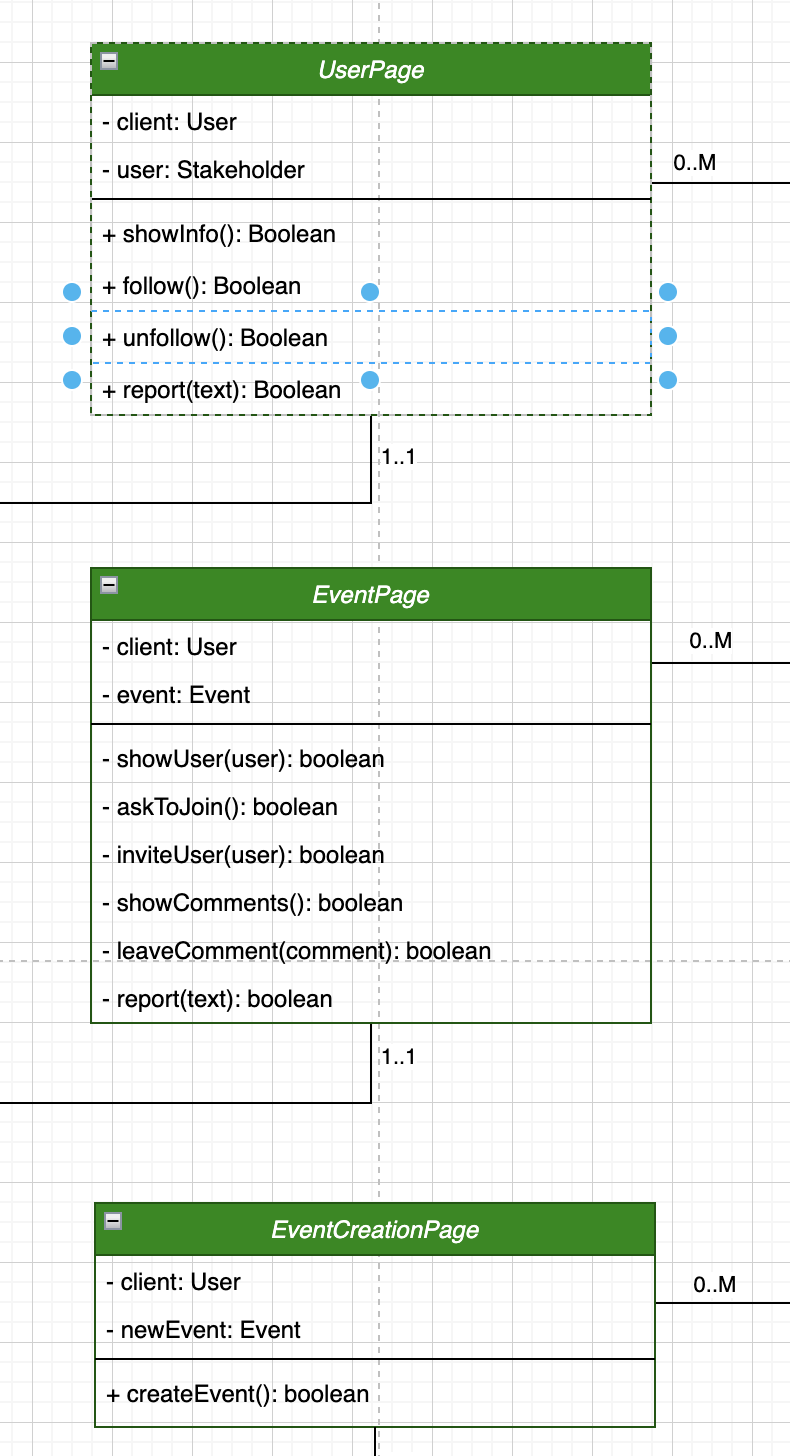 UserPage
- client: User
- user: Stakeholder
0..M
+ showInfo(): Boolean
+ follow(): Boolean
+ unfollow(): Boolean
+ report(text): Boolean
1..1
EventPage
- client: User
0..M
- event: Event
- showUser(user): boolean
- askToJoin(): boolean
- inviteUser(user): boolean
- showComments(): boolean
- leaveComment(comment): boolean
- report(text): boolean
1..1
EventCreationPage
- client: User
0..M
- newEvent: Event
+ createEvent(): boolean